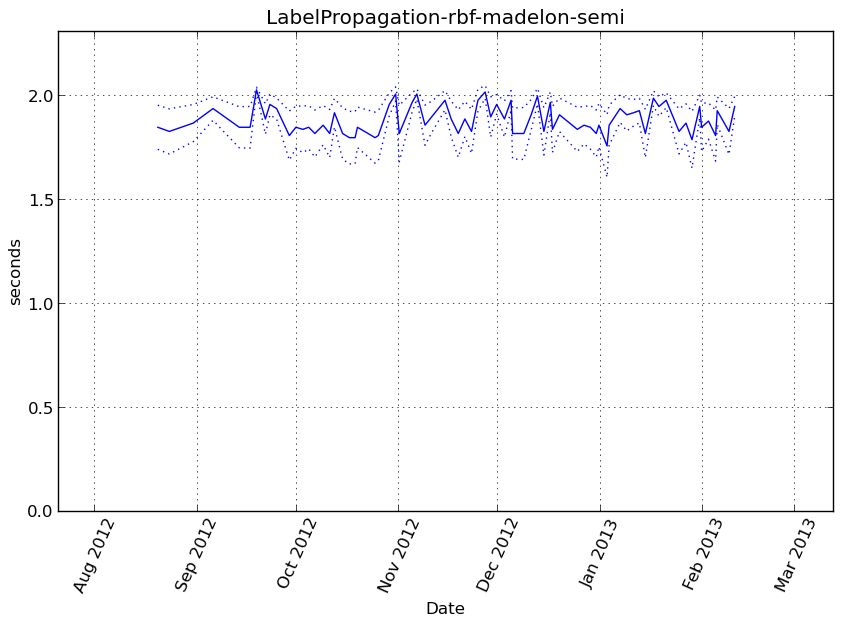 LabelPropagation-rbf-madelon-semi
2.0
1.5
1.0
0.5
0.0
seconds
Aug 2012
Sep 2012
Oct 2012
Nov 2012
Dec 2012
Jan 2013
Feb 2013
Mar 2013
Date